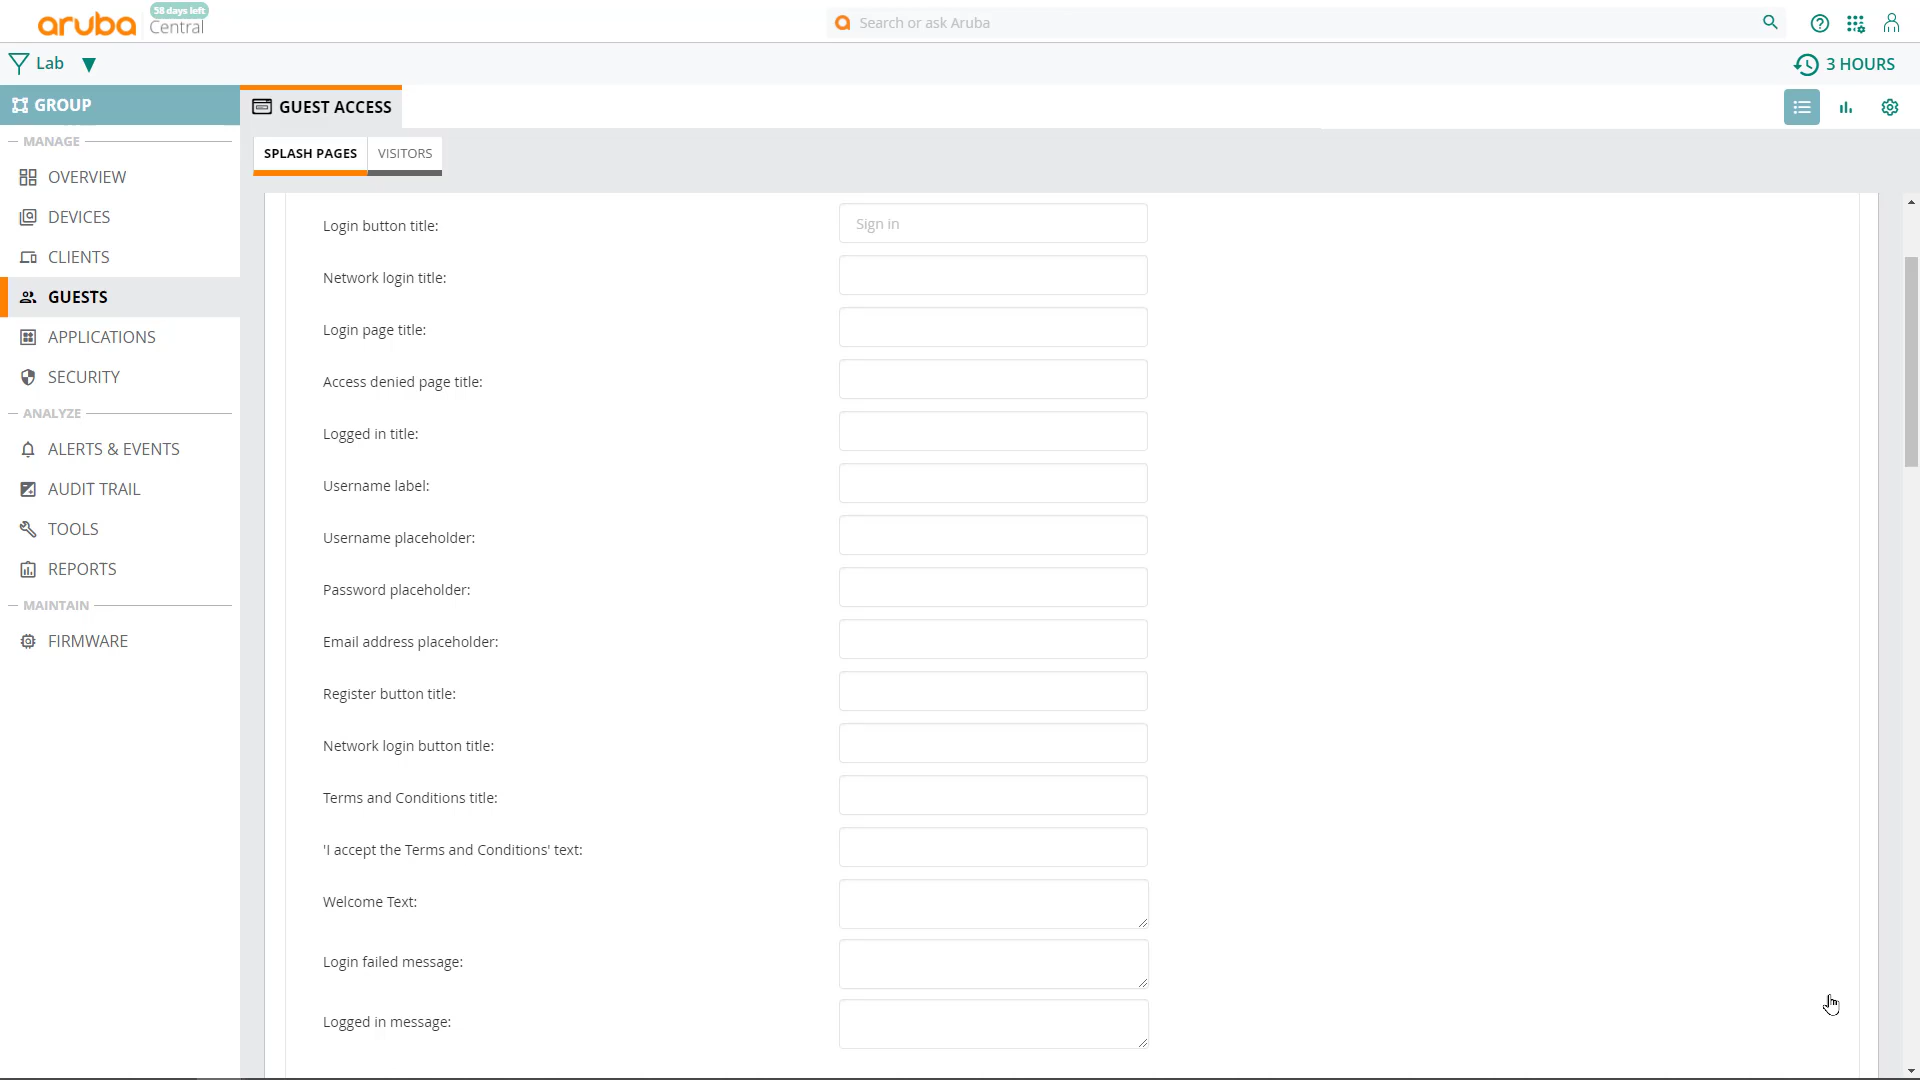 58 days left
aruba Central
Search or ask Aruba
Lab
3 HOURS
GROUP
GUEST ACCESS
MANAGE
SPLASH PAGES
VISITORS
OVERVIEW
DEVICES
CLIENTS
GUESTS
APPLICATIONS
SECURITY
ANALYZE
ALERTS & EVENTS
AUDIT TRAIL
TOOLS
REPORTS
MAINTAIN
FIRMWARE
Login button title:
Sign in
Network login title:
Login page title:
Access denied page title:
Logged in title:
Username label:
Username placeholder:
Password placeholder:
Email address placeholder:
Register button title:
Network login button title:
Terms and Conditions title:
'I accept the Terms and Conditions' text:
Welcome Text:
Login failed message:
Logged in message: